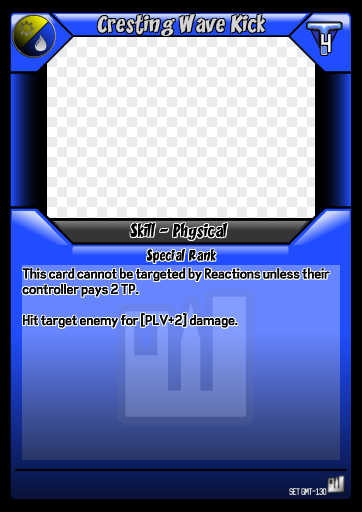 Cresting Wave Kick
4
Skill - Physical
Special Rank
This card cannot be targeted by Reactions unless their
controller pays 2 TP.
Hit target enemy for [PLV+2] damage.
SET GMT-130